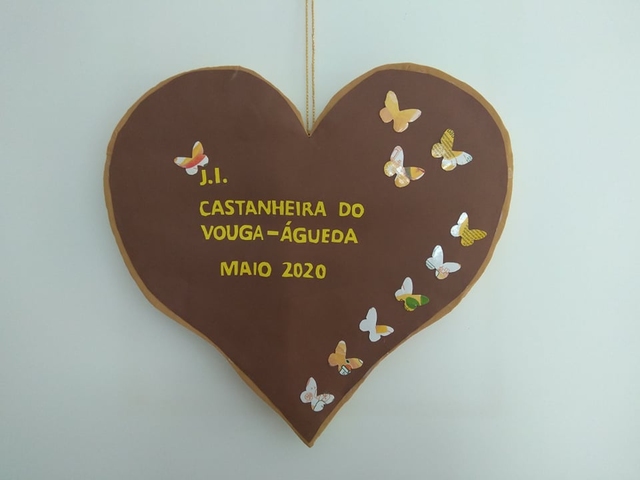 J.I.
CASTANHEIRA DO
VOUGA-ÁGUEDA
MAIO 2020